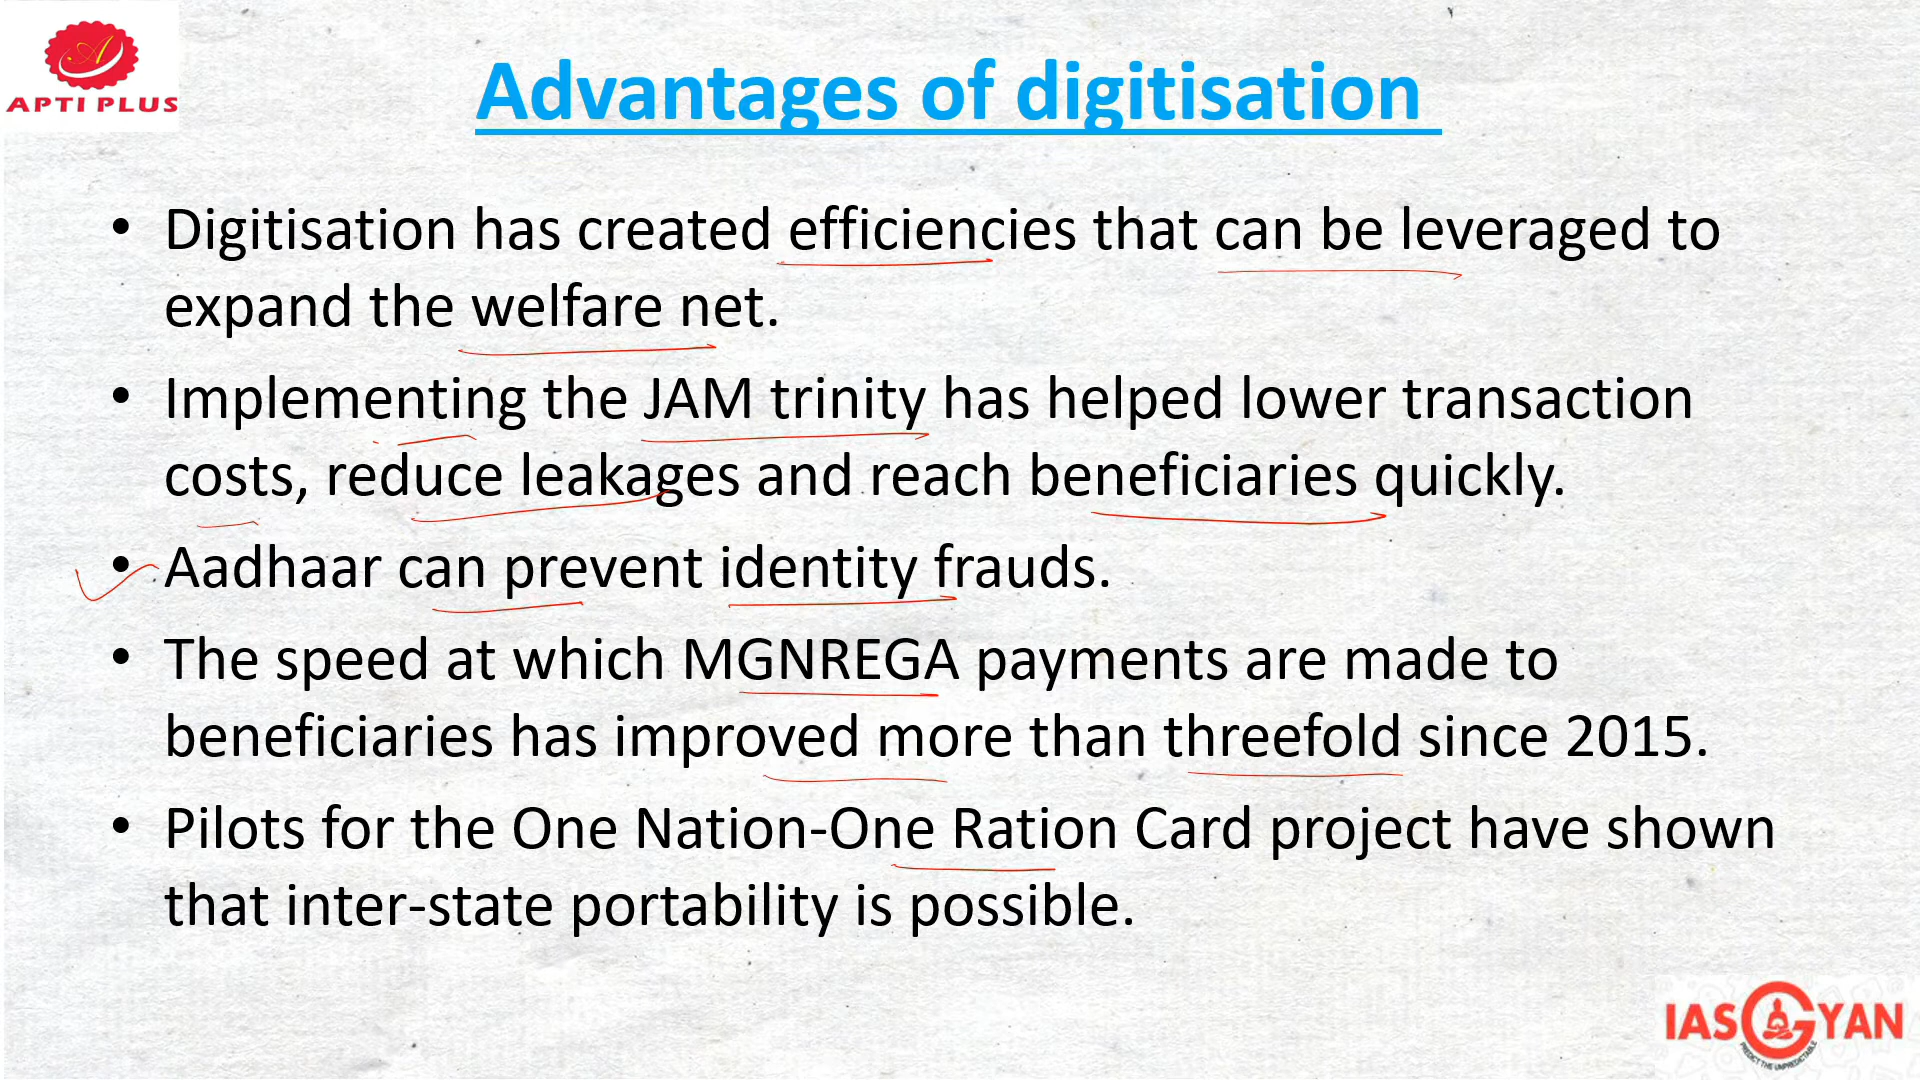 APTI PLUS
Advantages of digitisation
• Digitisation has created efficiencies that can be leveraged to
expand the welfare net.
• Implementing the JAM trinity has helped lower transaction
costs, reduce leakages and reach beneficiaries quickly.
• Aadhaar can prevent identity frauds.
• The speed at which MGNREGA payments are made to
beneficiaries has improved more than threefold since 2015.
• Pilots for the One Nation-One Ration Card project have shown
that inter-state portability is possible.
IAS GYAN
PREDICT THE UNPREDICTABLE